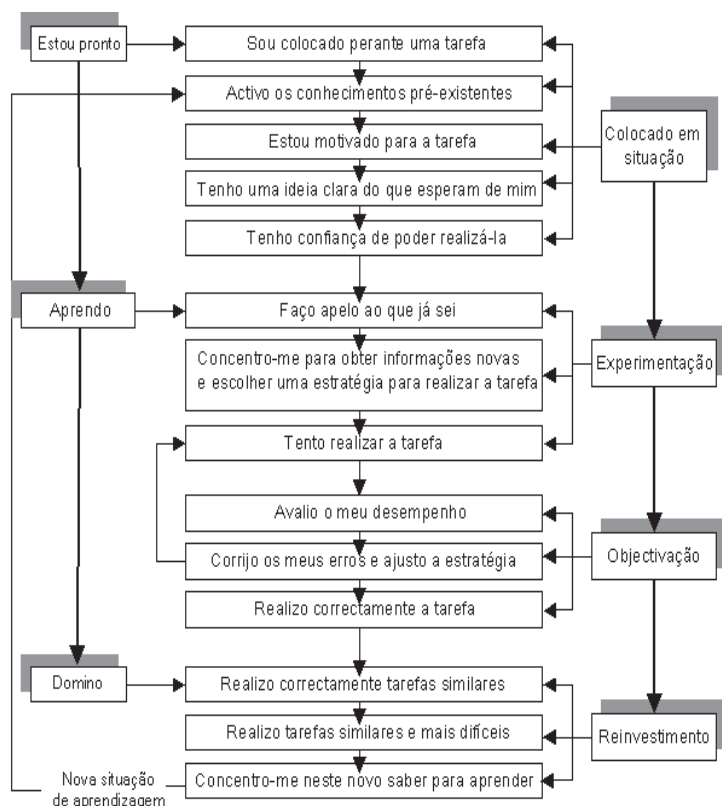 Estou pronto
Sou colocado perante uma tarefa
Activo os conhecimentos pré-existentes
Estou motivado para a tarefa
Colocado em
situação
Tenho uma ideia clara do que esperam de mim
Tenho confiança de poder realizá-la
Aprendo
Faço apelo ao que já sei
Concentro-me para obter informações novas
e escolher uma estratégia para realizar a tarefa
Experimentação
Tento realizar a tarefa
Avalio o meu desempenho
Corrijo os meus erros e ajusto a estratégia
Objectivação
Realizo correctamente a tarefa
Domino
Realizo correctamente tarefas similares
Realizo tarefas similares e mais difíceis
Reinvestimento
Nova situação
de aprendizagem
Concentro-me neste novo saber para aprender